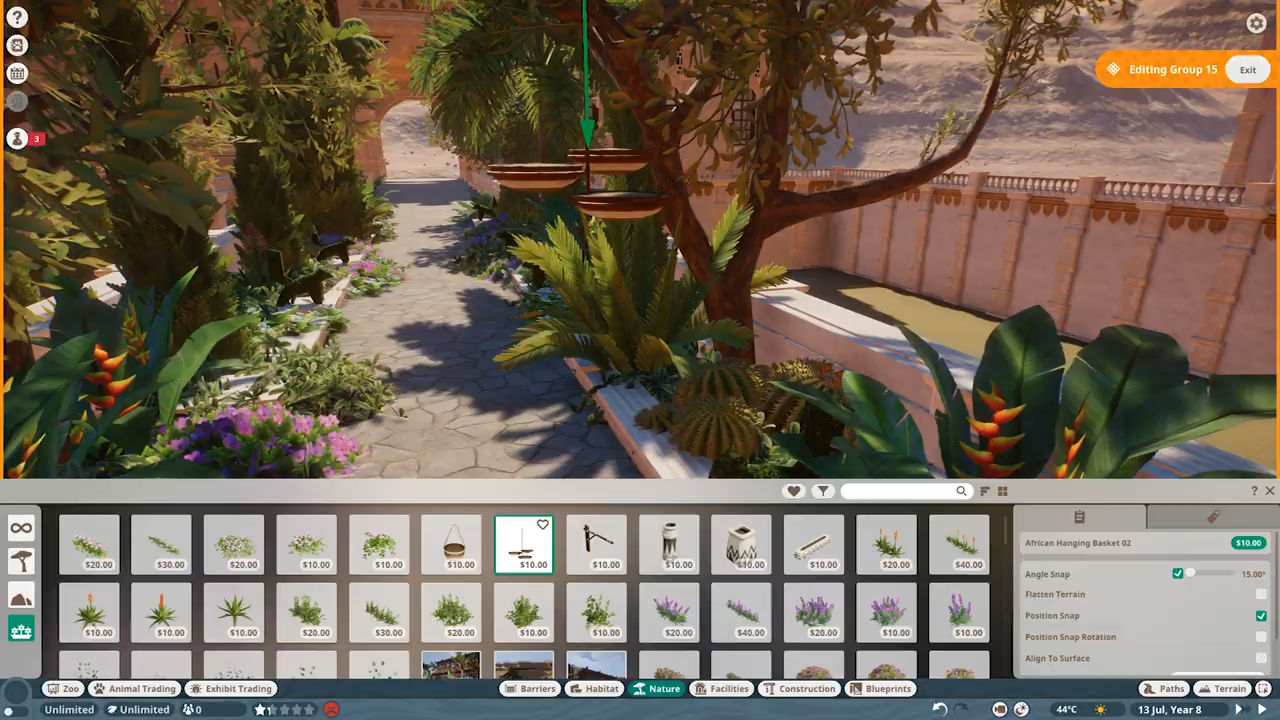 ?
3
Editing Group 15
Exit
?
$20.00
$30.00
$20.00
$10.00
$10.00
$10.00
$10.00
$10.00
$10.00
$10.00
$10.00
$20.00
$40.00
$10.00
$10.00
$10.00
$20.00
$30.00
$20.00
$10.00
$10.00
$20.00
$40.00
$20.00
$10.00
$10.00
African Hanging Basket 02
$10.00
Angle Snap
15.00°
Flatten Terrain
Position Snap
Position Snap Rotation
Align To Surface
Zoo
Animal Trading
Exhibit Trading
Barriers
Habitat
Nature
Facilities
Construction
Blueprints
Paths
Terrain
Unlimited
Unlimited
0
44°C
13 Jul, Year 8